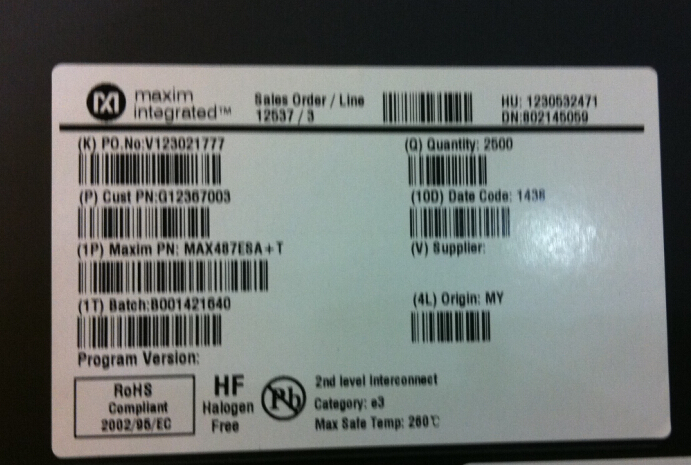 maxim integrated™
Sales Order / Line
12537 / 3
HU: 1230532471
DN:802145059
(K) PO.No:V123021777
(Q) Quantity: 2500
(P) Cust PN:G12367003
(10D) Date Code: 1438
(1P) Maxim PN: MAX487ESA+T
(V) Supplier:
(1T) Batch:B001421640
(4L) Origin: MY
Program Version:
RoHS
Compliant
2002/95/EC
HF
Halogen
Free
Pb
2nd level Interconnect
Category: e3
Max Safe Temp: 260℃